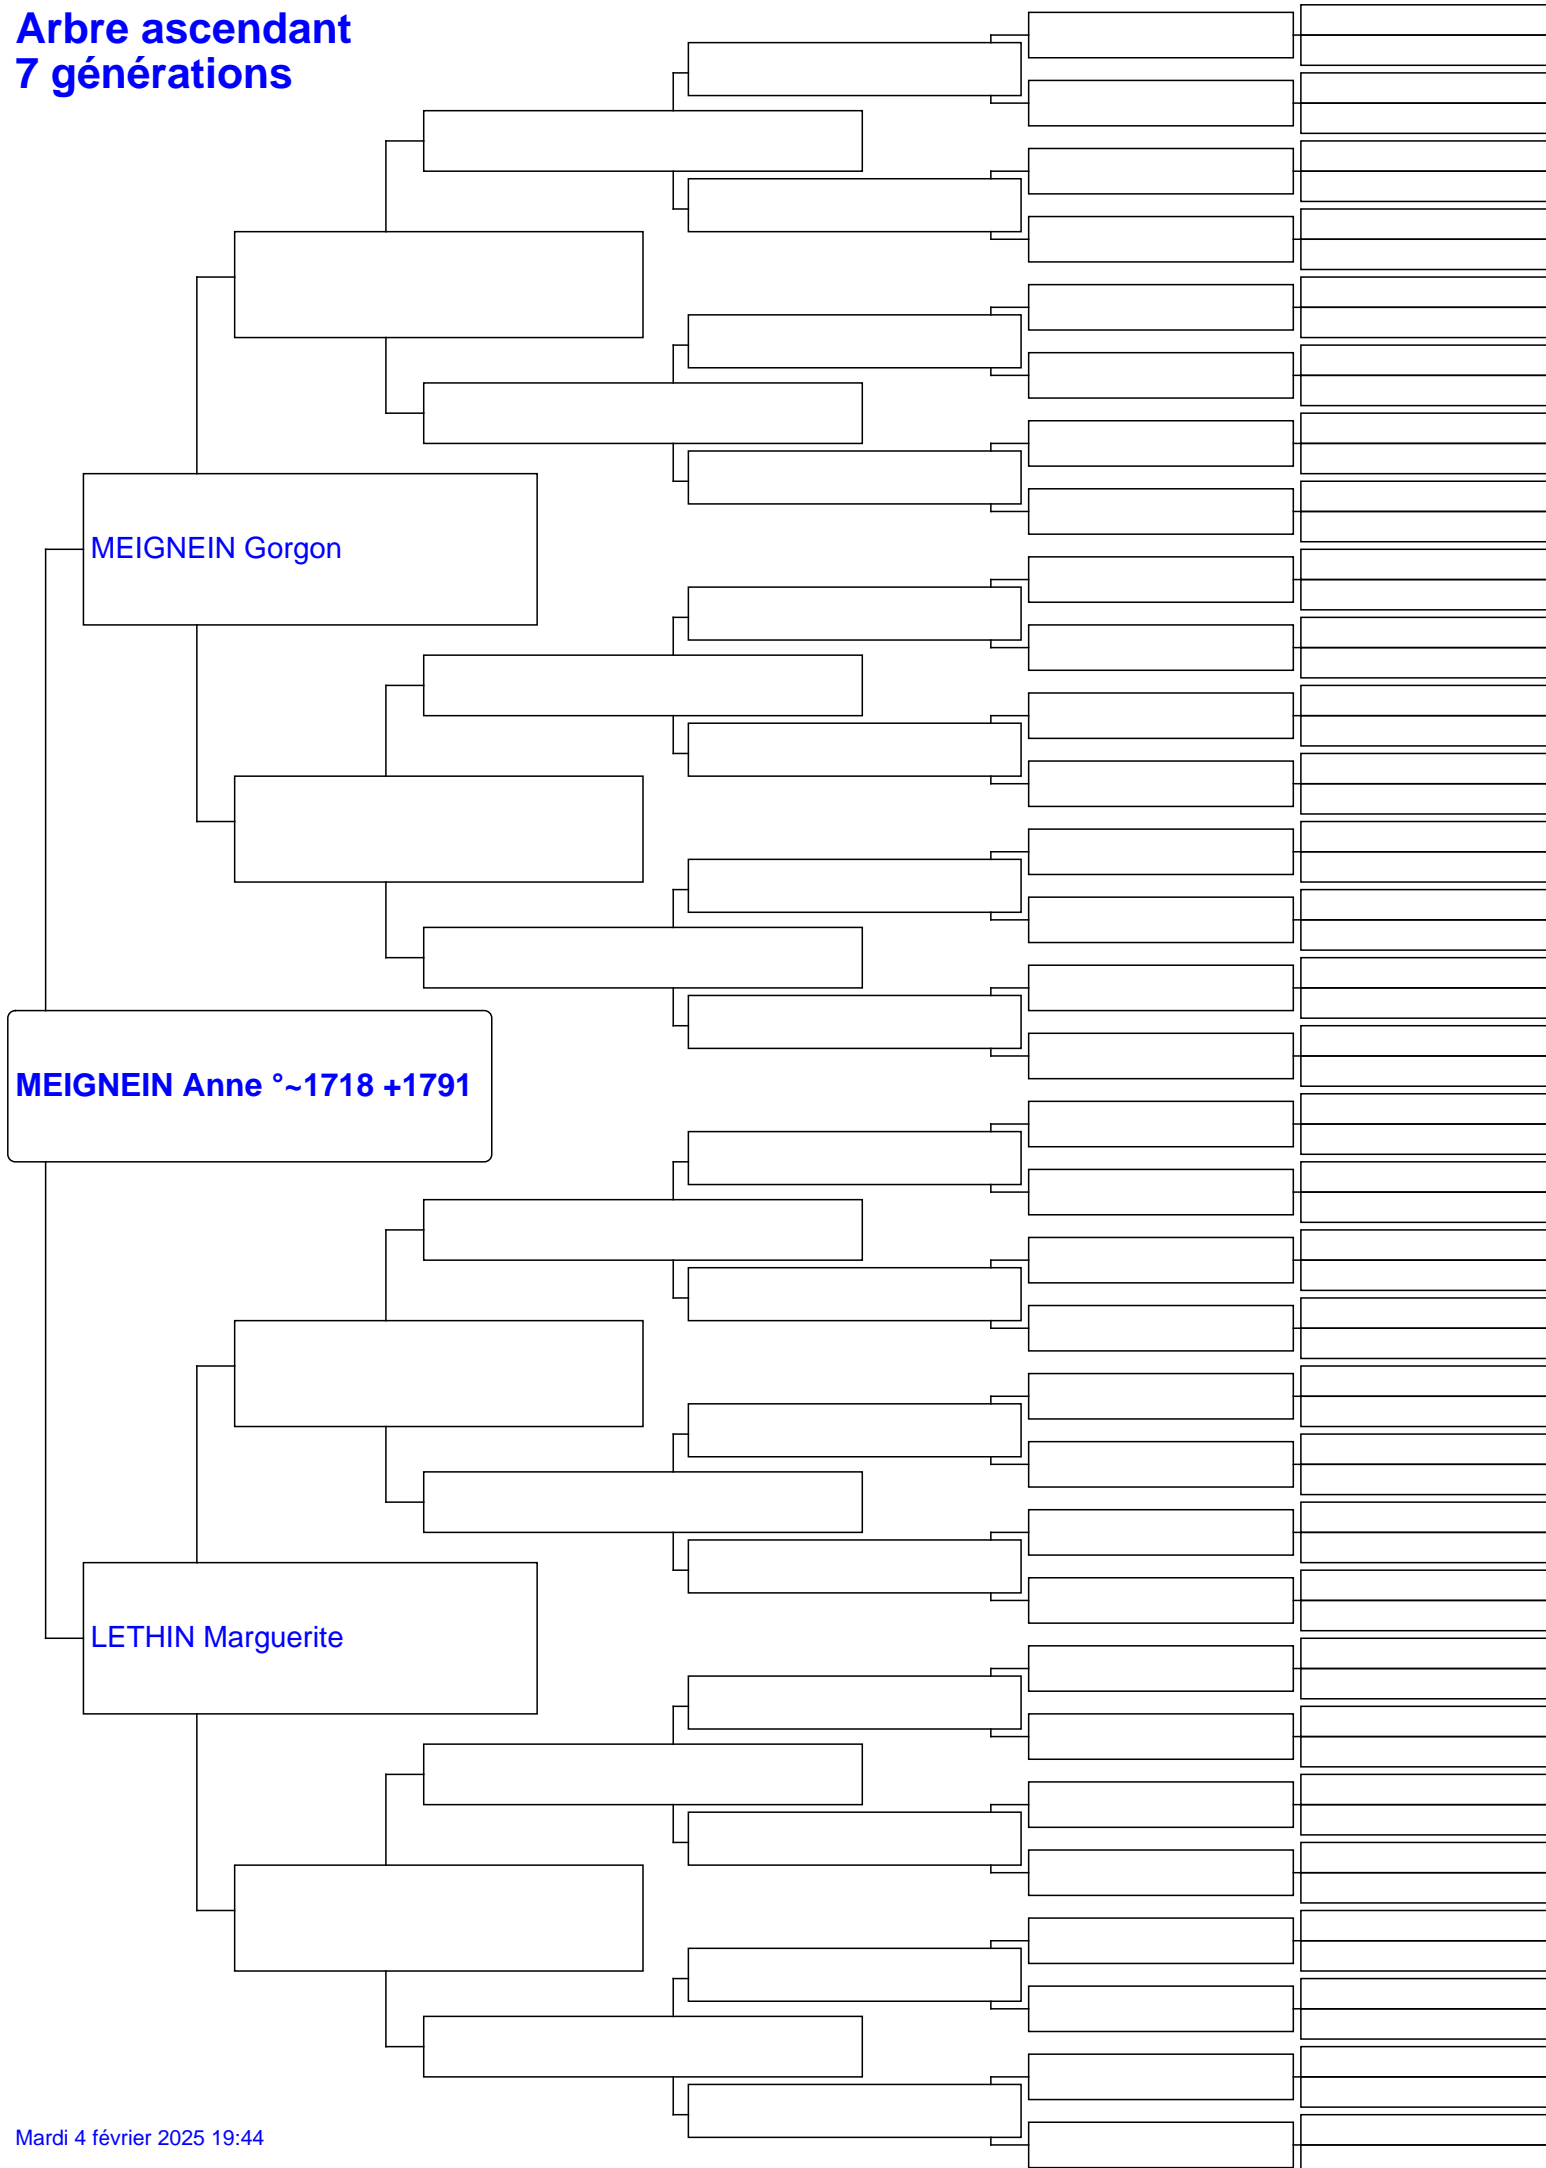 Arbre ascendant
7 générations
MEIGNEIN Gorgon
MEIGNEIN Anne °~1718 +1791
LETHIN Marguerite
Mardi 4 février 2025 19:44